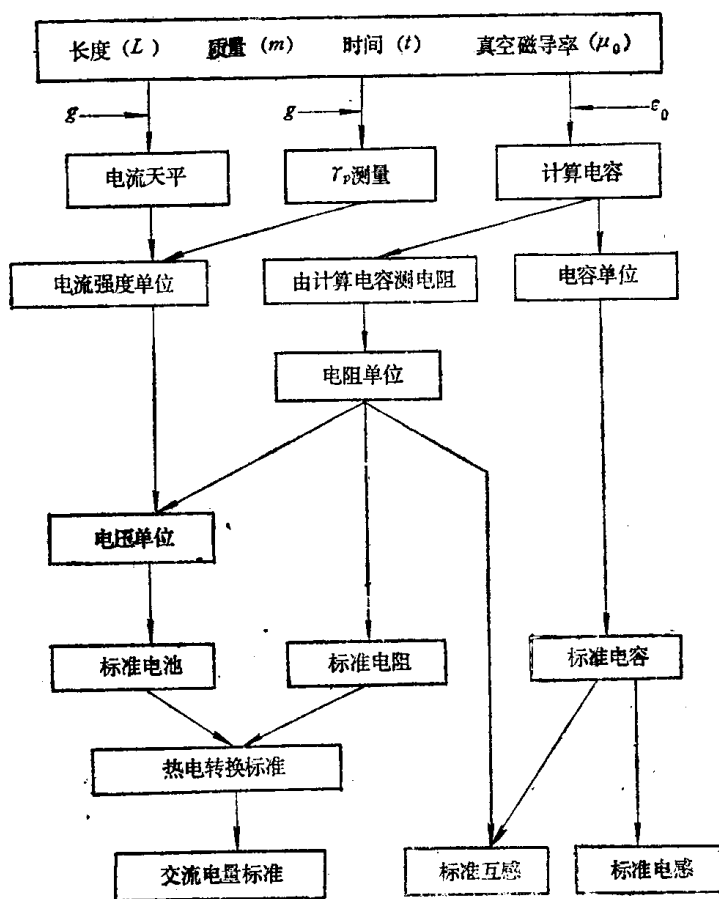 长度（L） 质量（m） 时间（t） 真空磁导率（μ₀）
g g ε₀
电流天平 γₚ测量 计算电容
电流强度单位 由计算电容测电阻 电容单位
电阻单位
电压单位
标准电池 标准电阻 标准电容
热电转换标准
交流电量标准 标准互感 标准电感